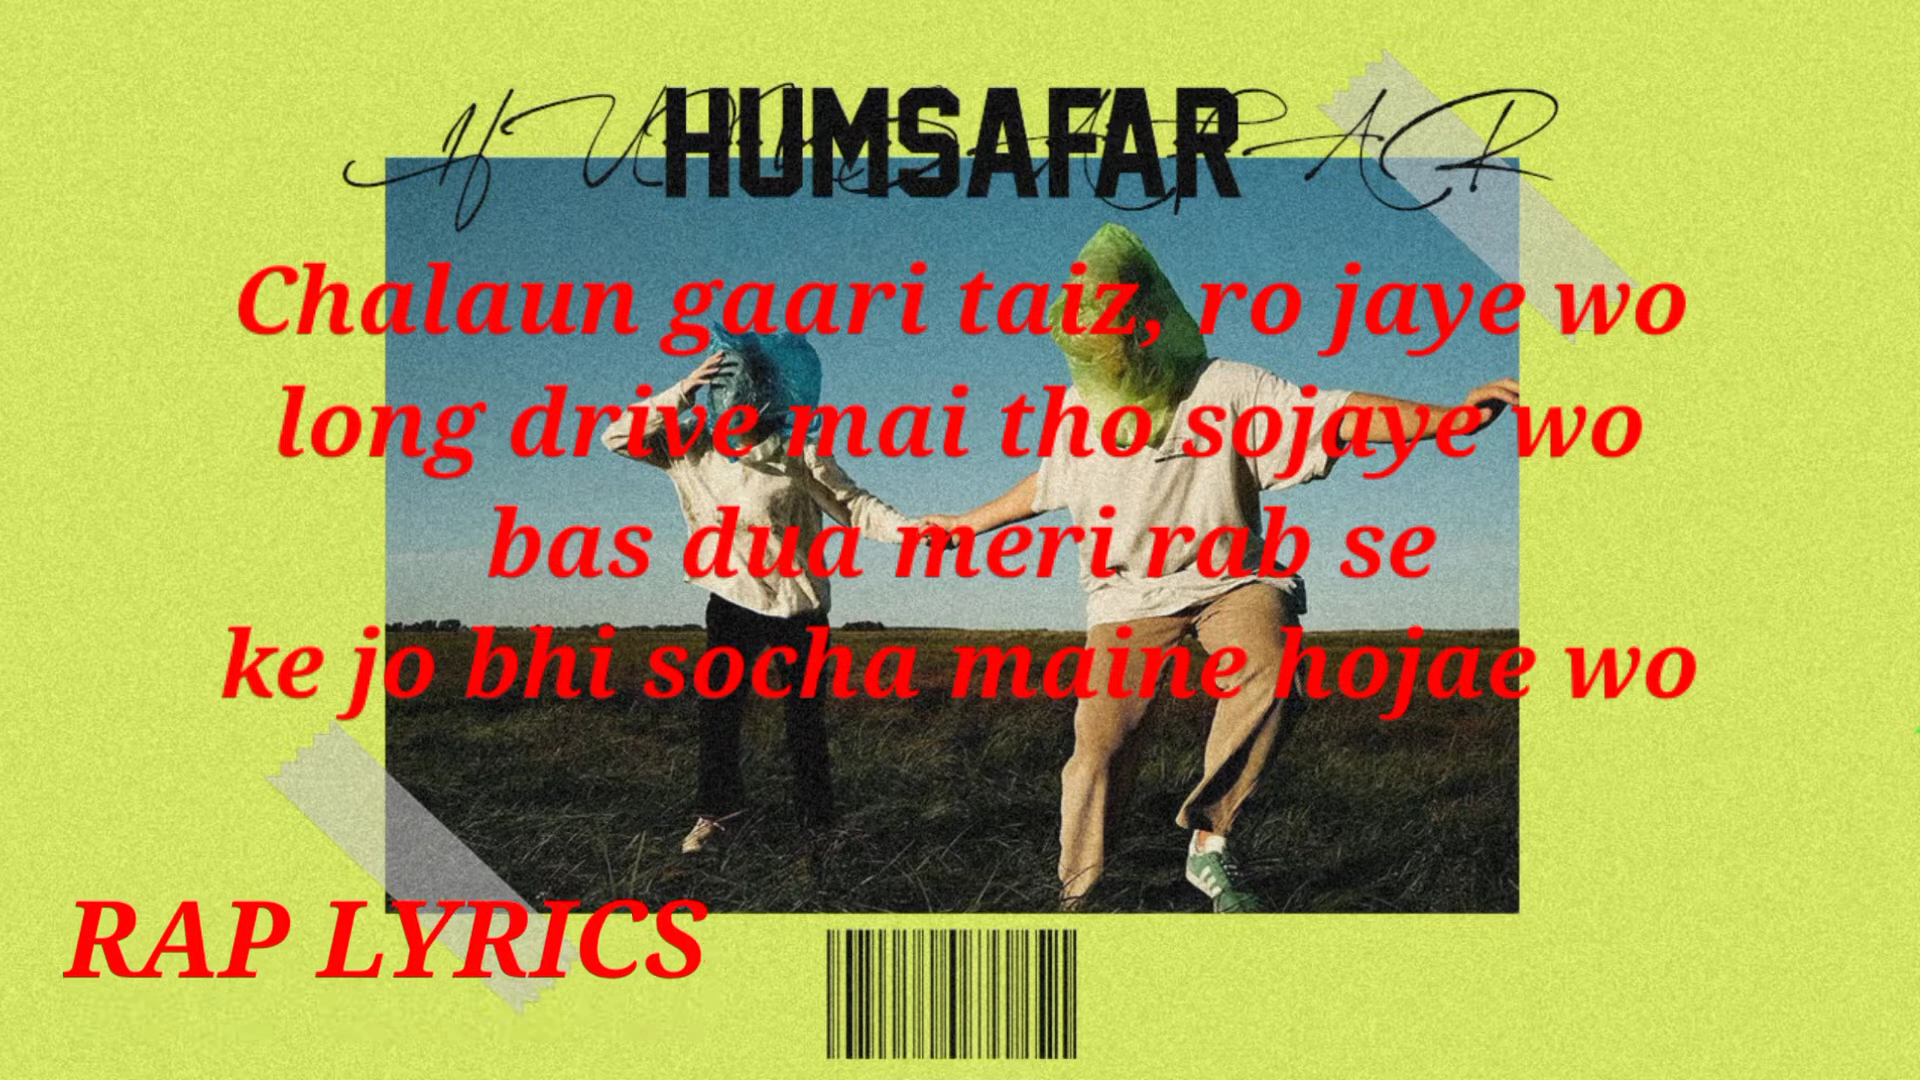 HUMSAFAR
HUMSAFAR
Chalaun gaari taiz, ro jaye wo
long drive mai tho sojaye wo
bas dua meri rab se
ke jo bhi socha maine hojae wo
RAP LYRICS